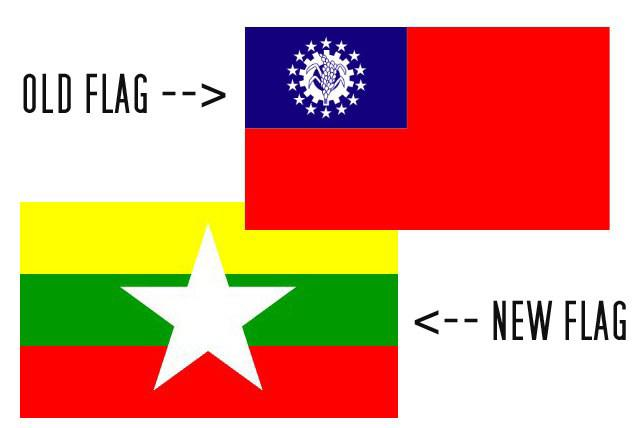 OLD FLAG -->
<-- NEW FLAG